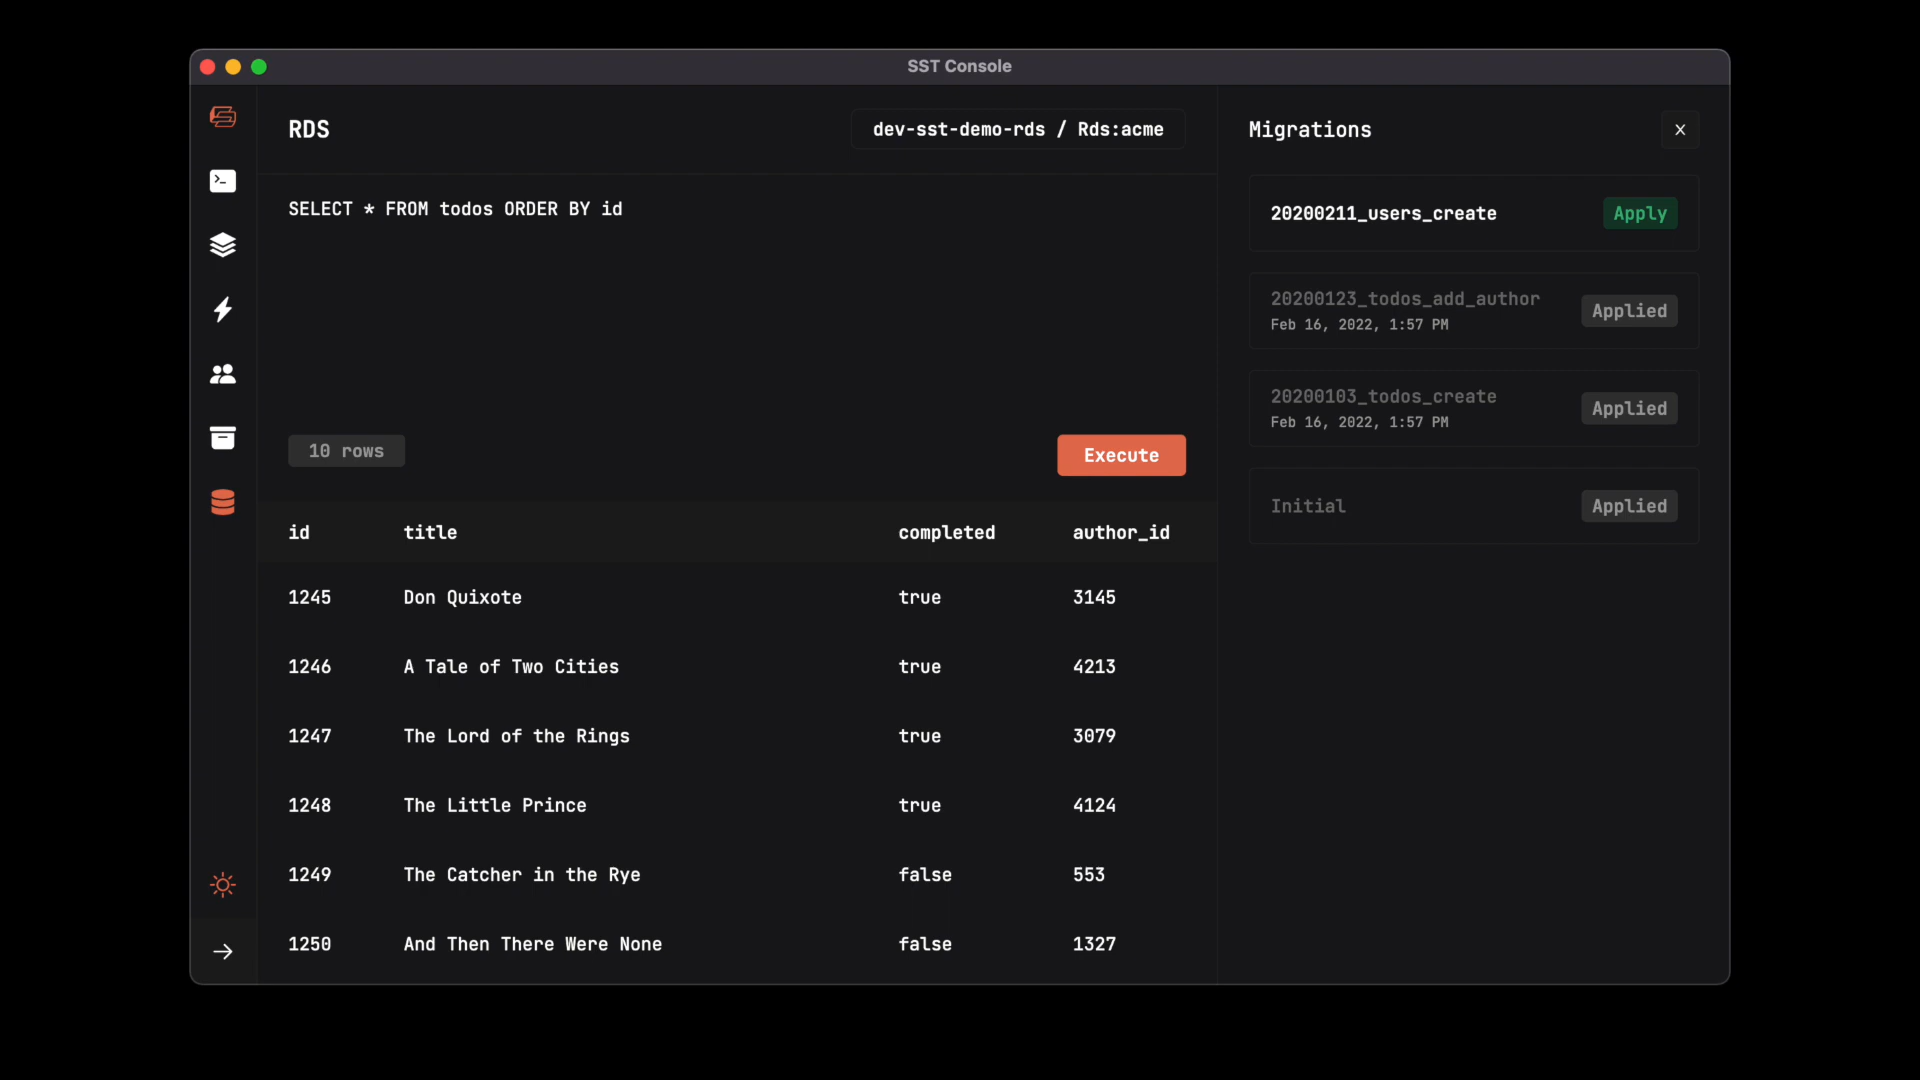 SST Console
RDS
dev-sst-demo-rds / Rds:acme
SELECT * FROM todos ORDER BY id
10 rows
Execute
id title completed author_id
1245 Don Quixote true 3145
1246 A Tale of Two Cities true 4213
1247 The Lord of the Rings true 3079
1248 The Little Prince true 4124
1249 The Catcher in the Rye false 553
1250 And Then There Were None false 1327
Migrations
X
20200211_users_create
Apply
20200123_todos_add_author
Feb 16, 2022, 1:57 PM
Applied
20200103_todos_create
Feb 16, 2022, 1:57 PM
Applied
Initial
Applied